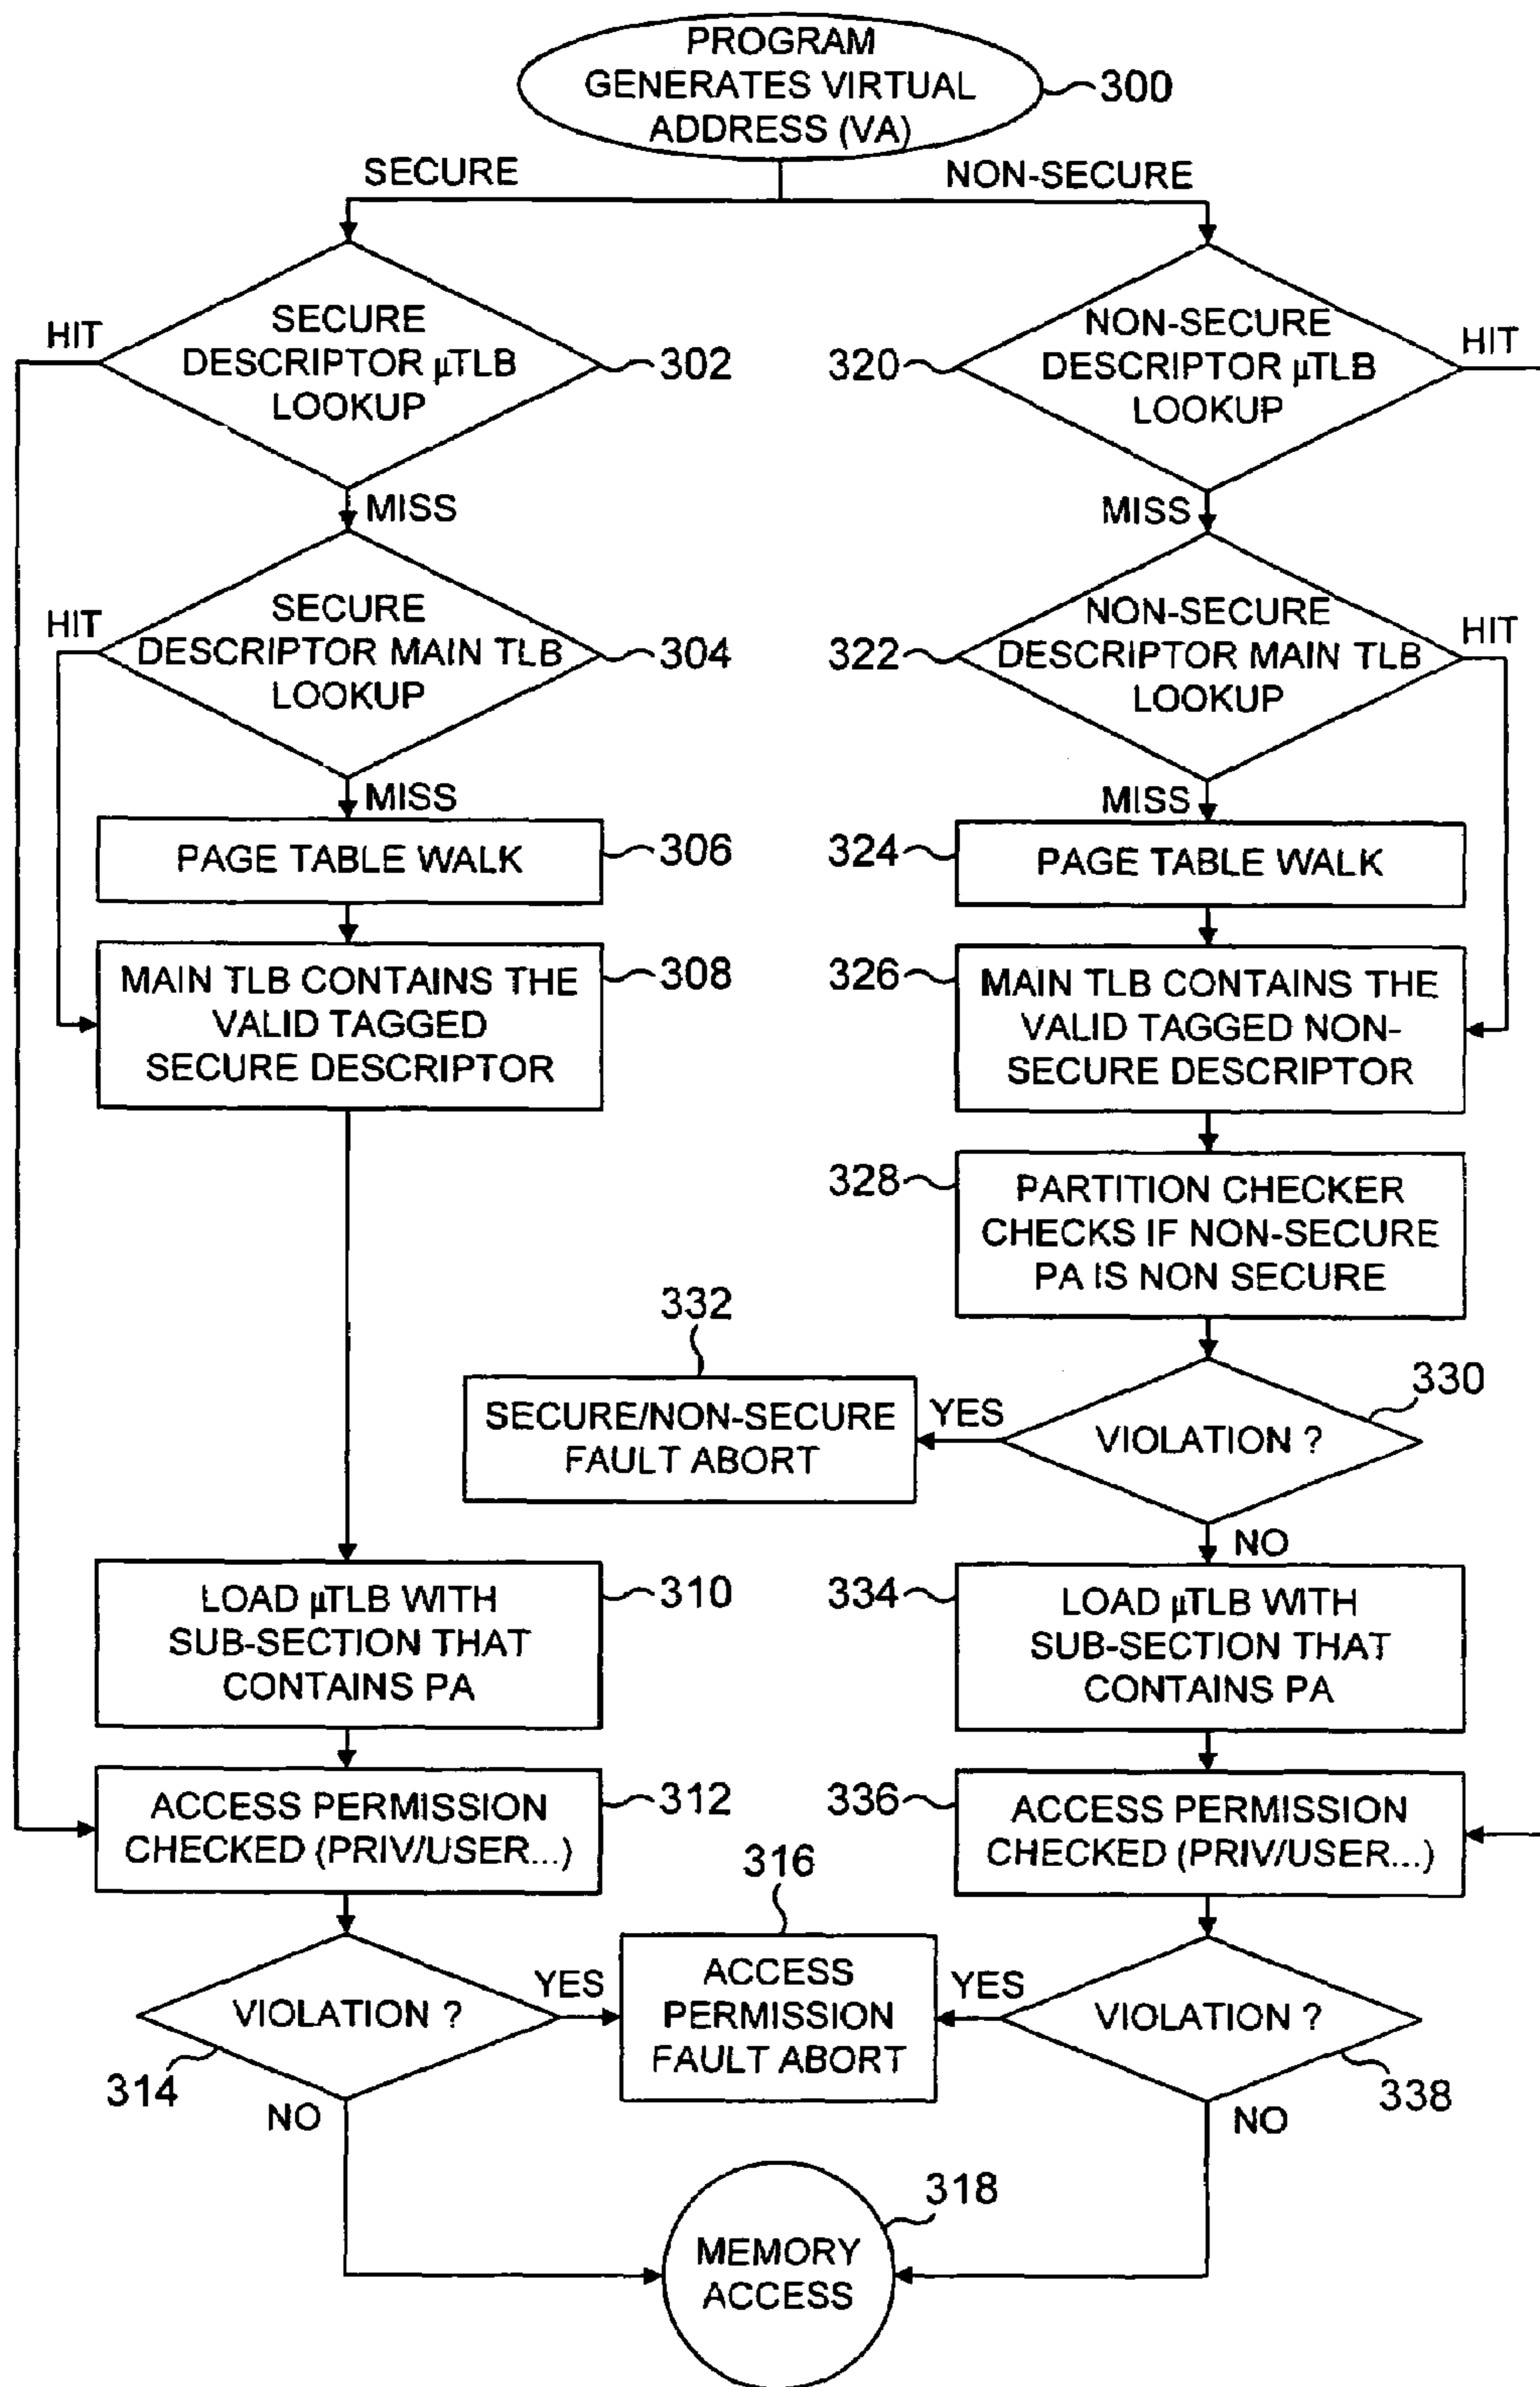 PROGRAM
GENERATES VIRTUAL
ADDRESS (VA)
300
SECURE
NON-SECURE
HIT
SECURE
DESCRIPTOR µTLB
LOOKUP
302
320
NON-SECURE
DESCRIPTOR µTLB
LOOKUP
HIT
MISS
MISS
HIT
SECURE
DESCRIPTOR MAIN TLB
LOOKUP
304
322
NON-SECURE
DESCRIPTOR MAIN TLB
LOOKUP
HIT
MISS
MISS
PAGE TABLE WALK
306
324
PAGE TABLE WALK
MAIN TLB CONTAINS THE
VALID TAGGED
SECURE DESCRIPTOR
308
326
MAIN TLB CONTAINS THE
VALID TAGGED NON-
SECURE DESCRIPTOR
328
PARTITION CHECKER
CHECKS IF NON-SECURE
PA IS NON SECURE
332
SECURE/NON-SECURE
FAULT ABORT
YES
VIOLATION ?
330
NO
LOAD µTLB WITH
SUB-SECTION THAT
CONTAINS PA
310
334
LOAD µTLB WITH
SUB-SECTION THAT
CONTAINS PA
ACCESS PERMISSION
CHECKED (PRIV/USER...)
312
336
ACCESS PERMISSION
CHECKED (PRIV/USER...)
316
VIOLATION ?
YES
ACCESS
PERMISSION
FAULT ABORT
YES
VIOLATION ?
314
338
NO
NO
318
MEMORY
ACCESS